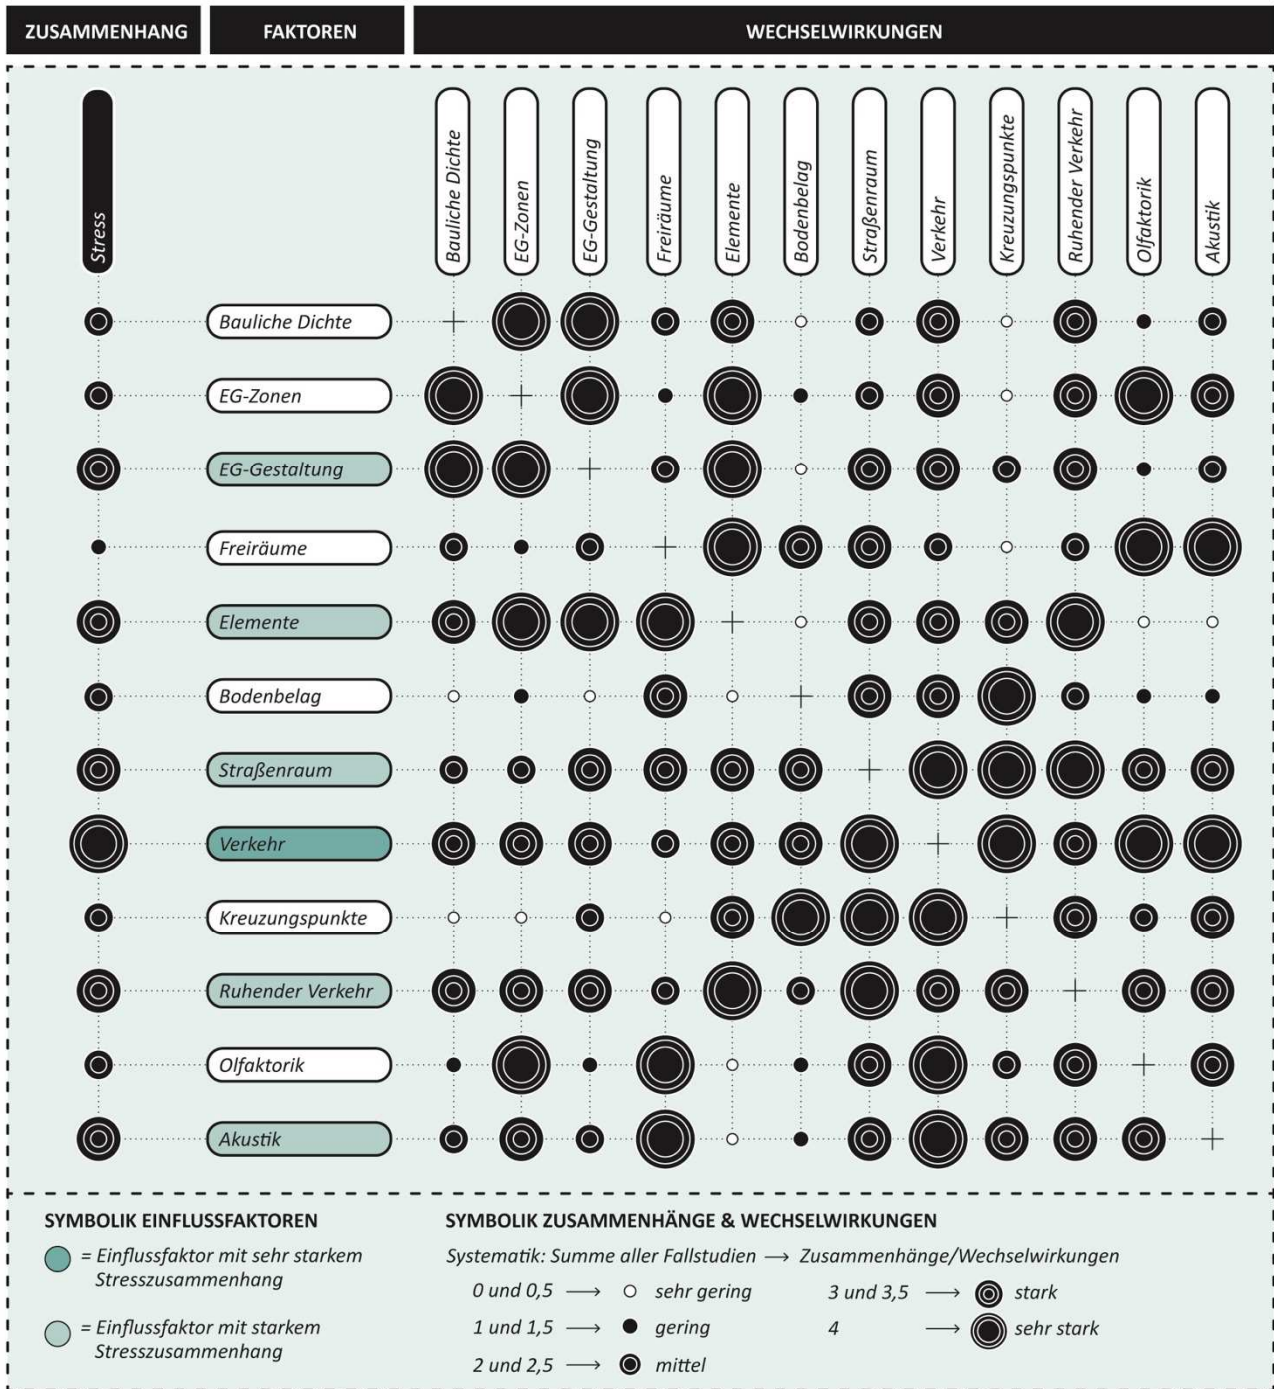 ZUSAMMENHANG FAKTOREN WECHSELWIRKUNGEN
Stress Bauliche Dichte EG-Zonen EG-Gestaltung Freiräume Elemente Bodenbelag Straßenraum Verkehr Kreuzungspunkte Ruhender Verkehr Olfaktorik Akustik
Bauliche Dichte
EG-Zonen
EG-Gestaltung
Freiräume
Elemente
Bodenbelag
Straßenraum
Verkehr
Kreuzungspunkte
Ruhender Verkehr
Olfaktorik
Akustik
SYMBOLIK EINFLUSSFAKTOREN
= Einflussfaktor mit sehr starkem
Stresszusammenhang
= Einflussfaktor mit starkem
Stresszusammenhang
SYMBOLIK ZUSAMMENHÄNGE & WECHSELWIRKUNGEN
Systematik: Summe aller Fallstudien → Zusammenhänge/Wechselwirkungen
0 und 0,5 → sehr gering
1 und 1,5 → gering
2 und 2,5 → mittel
3 und 3,5 → stark
4 → sehr stark